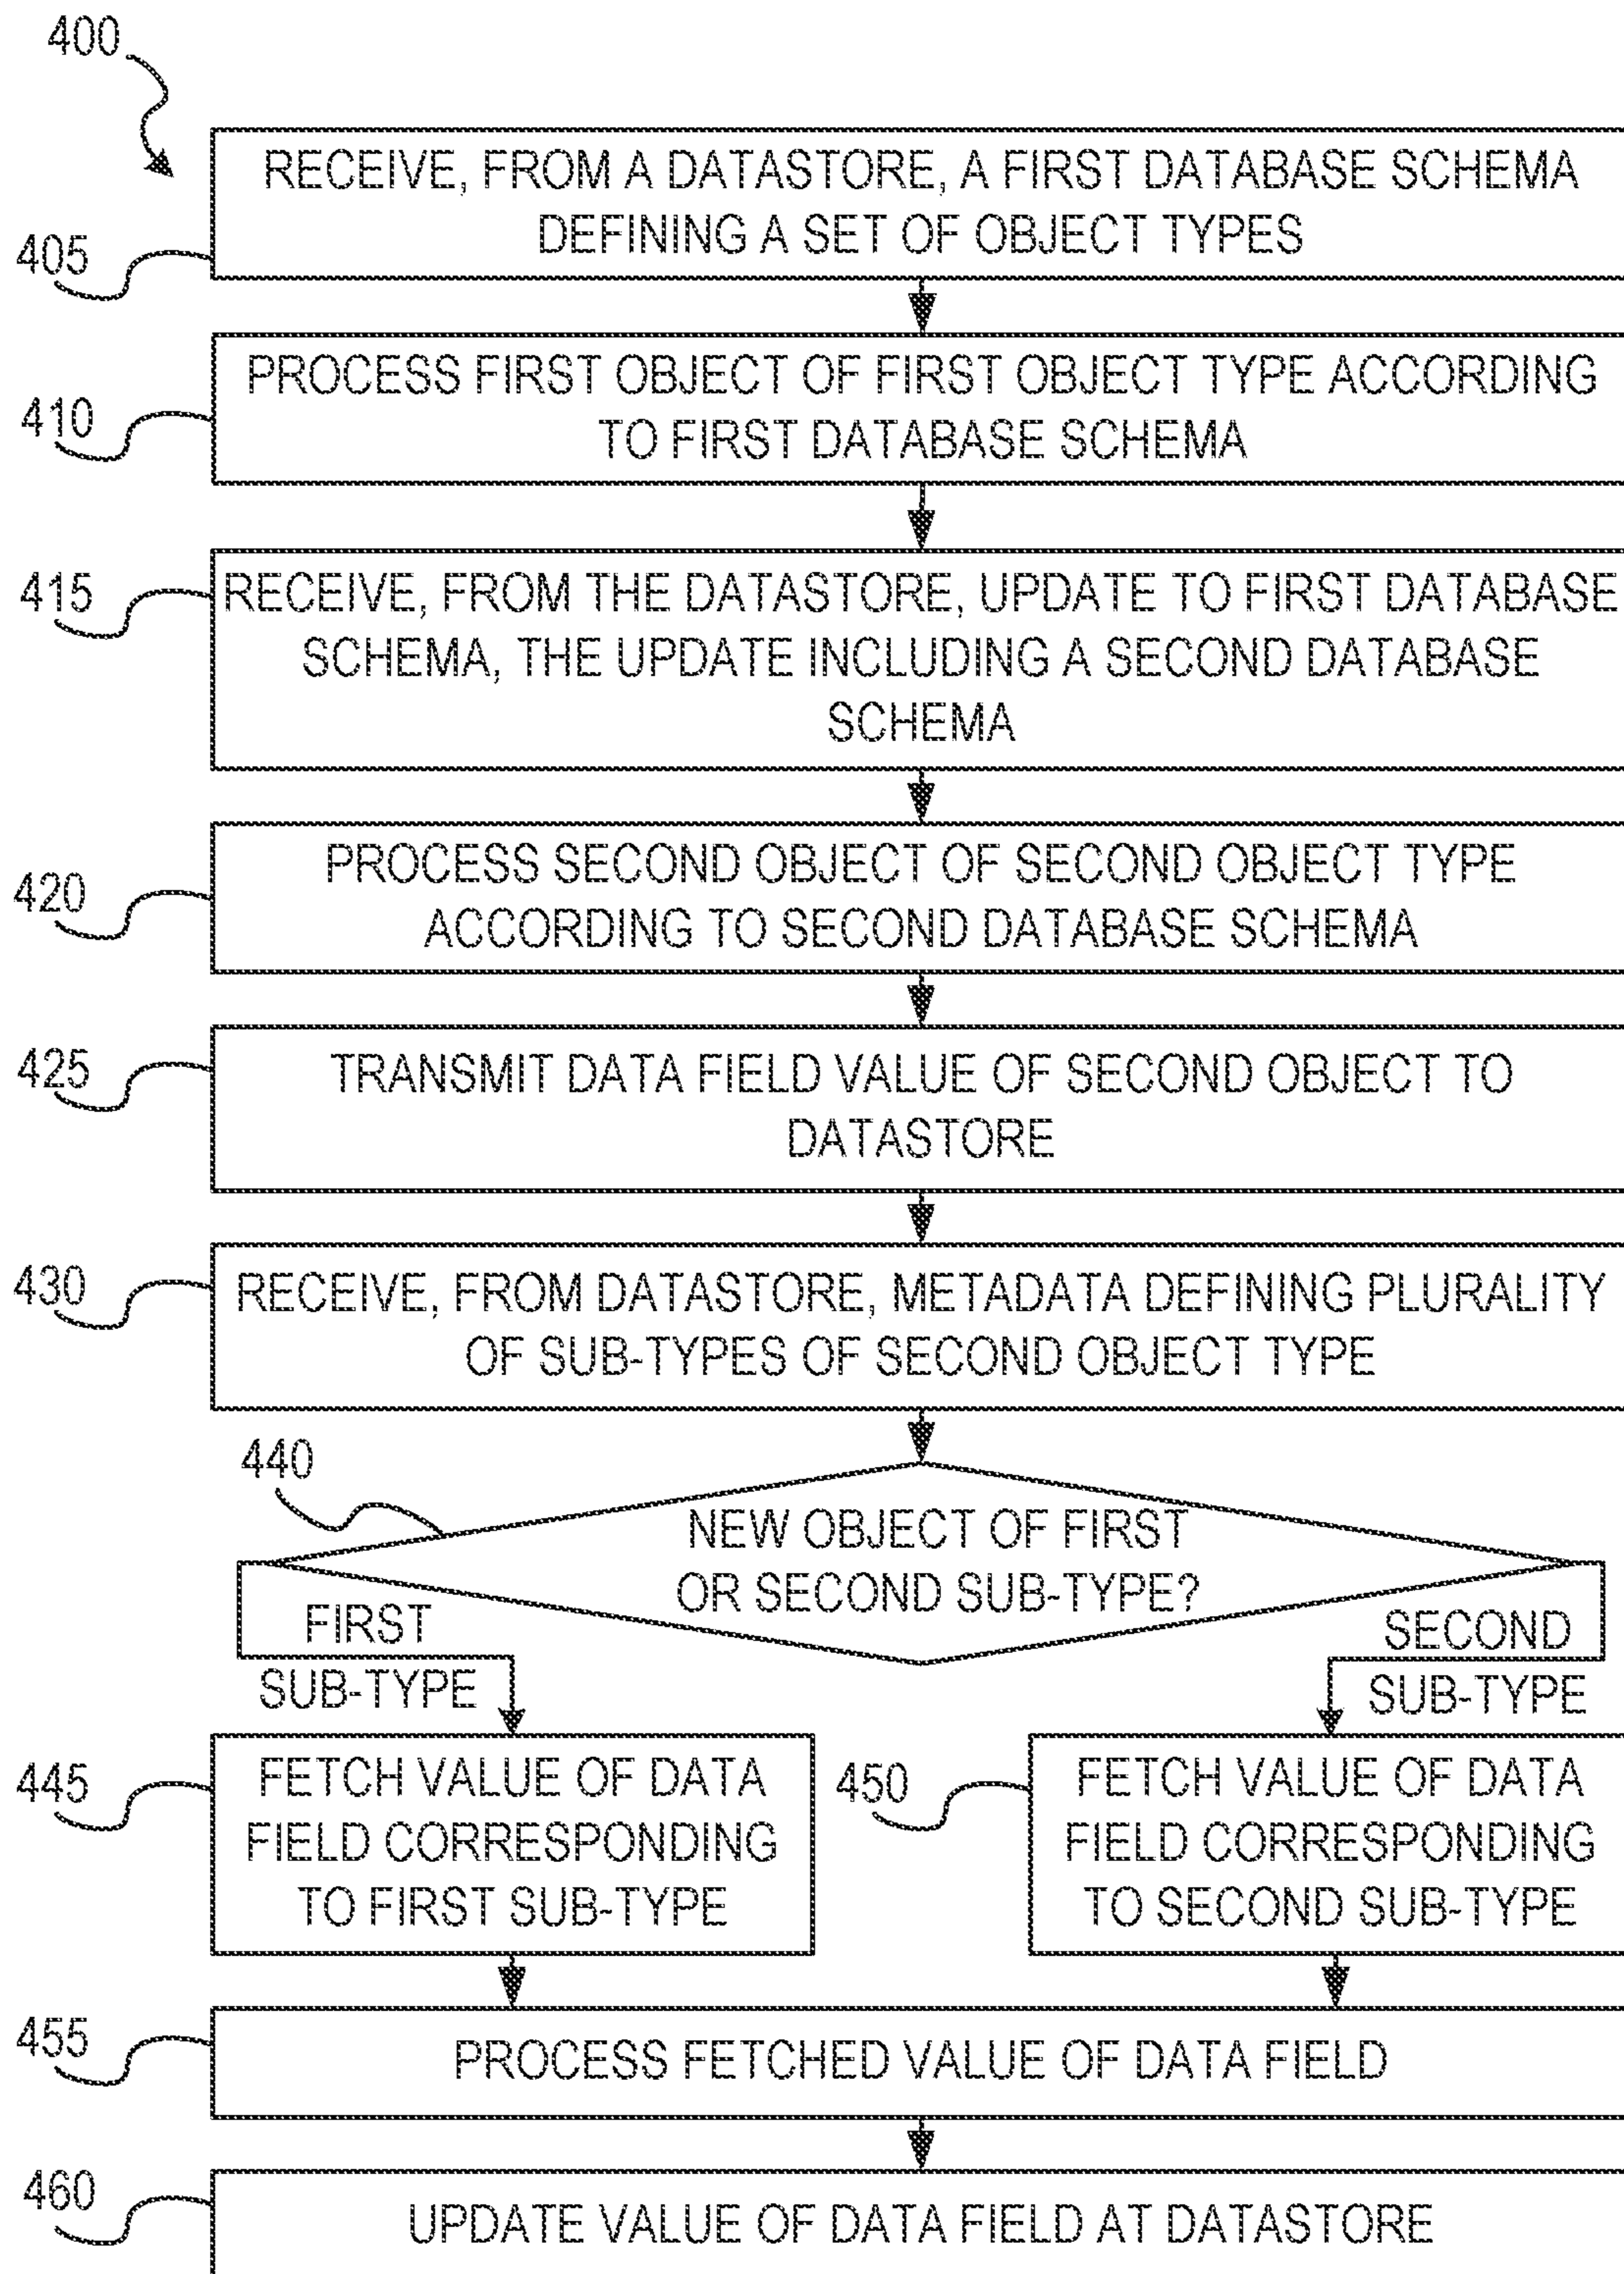 400
RECEIVE, FROM A DATASTORE, A FIRST DATABASE SCHEMA
DEFINING A SET OF OBJECT TYPES
405
PROCESS FIRST OBJECT OF FIRST OBJECT TYPE ACCORDING
TO FIRST DATABASE SCHEMA
410
RECEIVE, FROM THE DATASTORE, UPDATE TO FIRST DATABASE
SCHEMA, THE UPDATE INCLUDING A SECOND DATABASE
SCHEMA
415
PROCESS SECOND OBJECT OF SECOND OBJECT TYPE
ACCORDING TO SECOND DATABASE SCHEMA
420
TRANSMIT DATA FIELD VALUE OF SECOND OBJECT TO
DATASTORE
425
RECEIVE, FROM DATASTORE, METADATA DEFINING PLURALITY
OF SUB-TYPES OF SECOND OBJECT TYPE
430
440
NEW OBJECT OF FIRST
OR SECOND SUB-TYPE?
FIRST
SUB-TYPE
SECOND
SUB-TYPE
445
FETCH VALUE OF DATA
FIELD CORRESPONDING
TO FIRST SUB-TYPE
450
FETCH VALUE OF DATA
FIELD CORRESPONDING
TO SECOND SUB-TYPE
455
PROCESS FETCHED VALUE OF DATA FIELD
460
UPDATE VALUE OF DATA FIELD AT DATASTORE